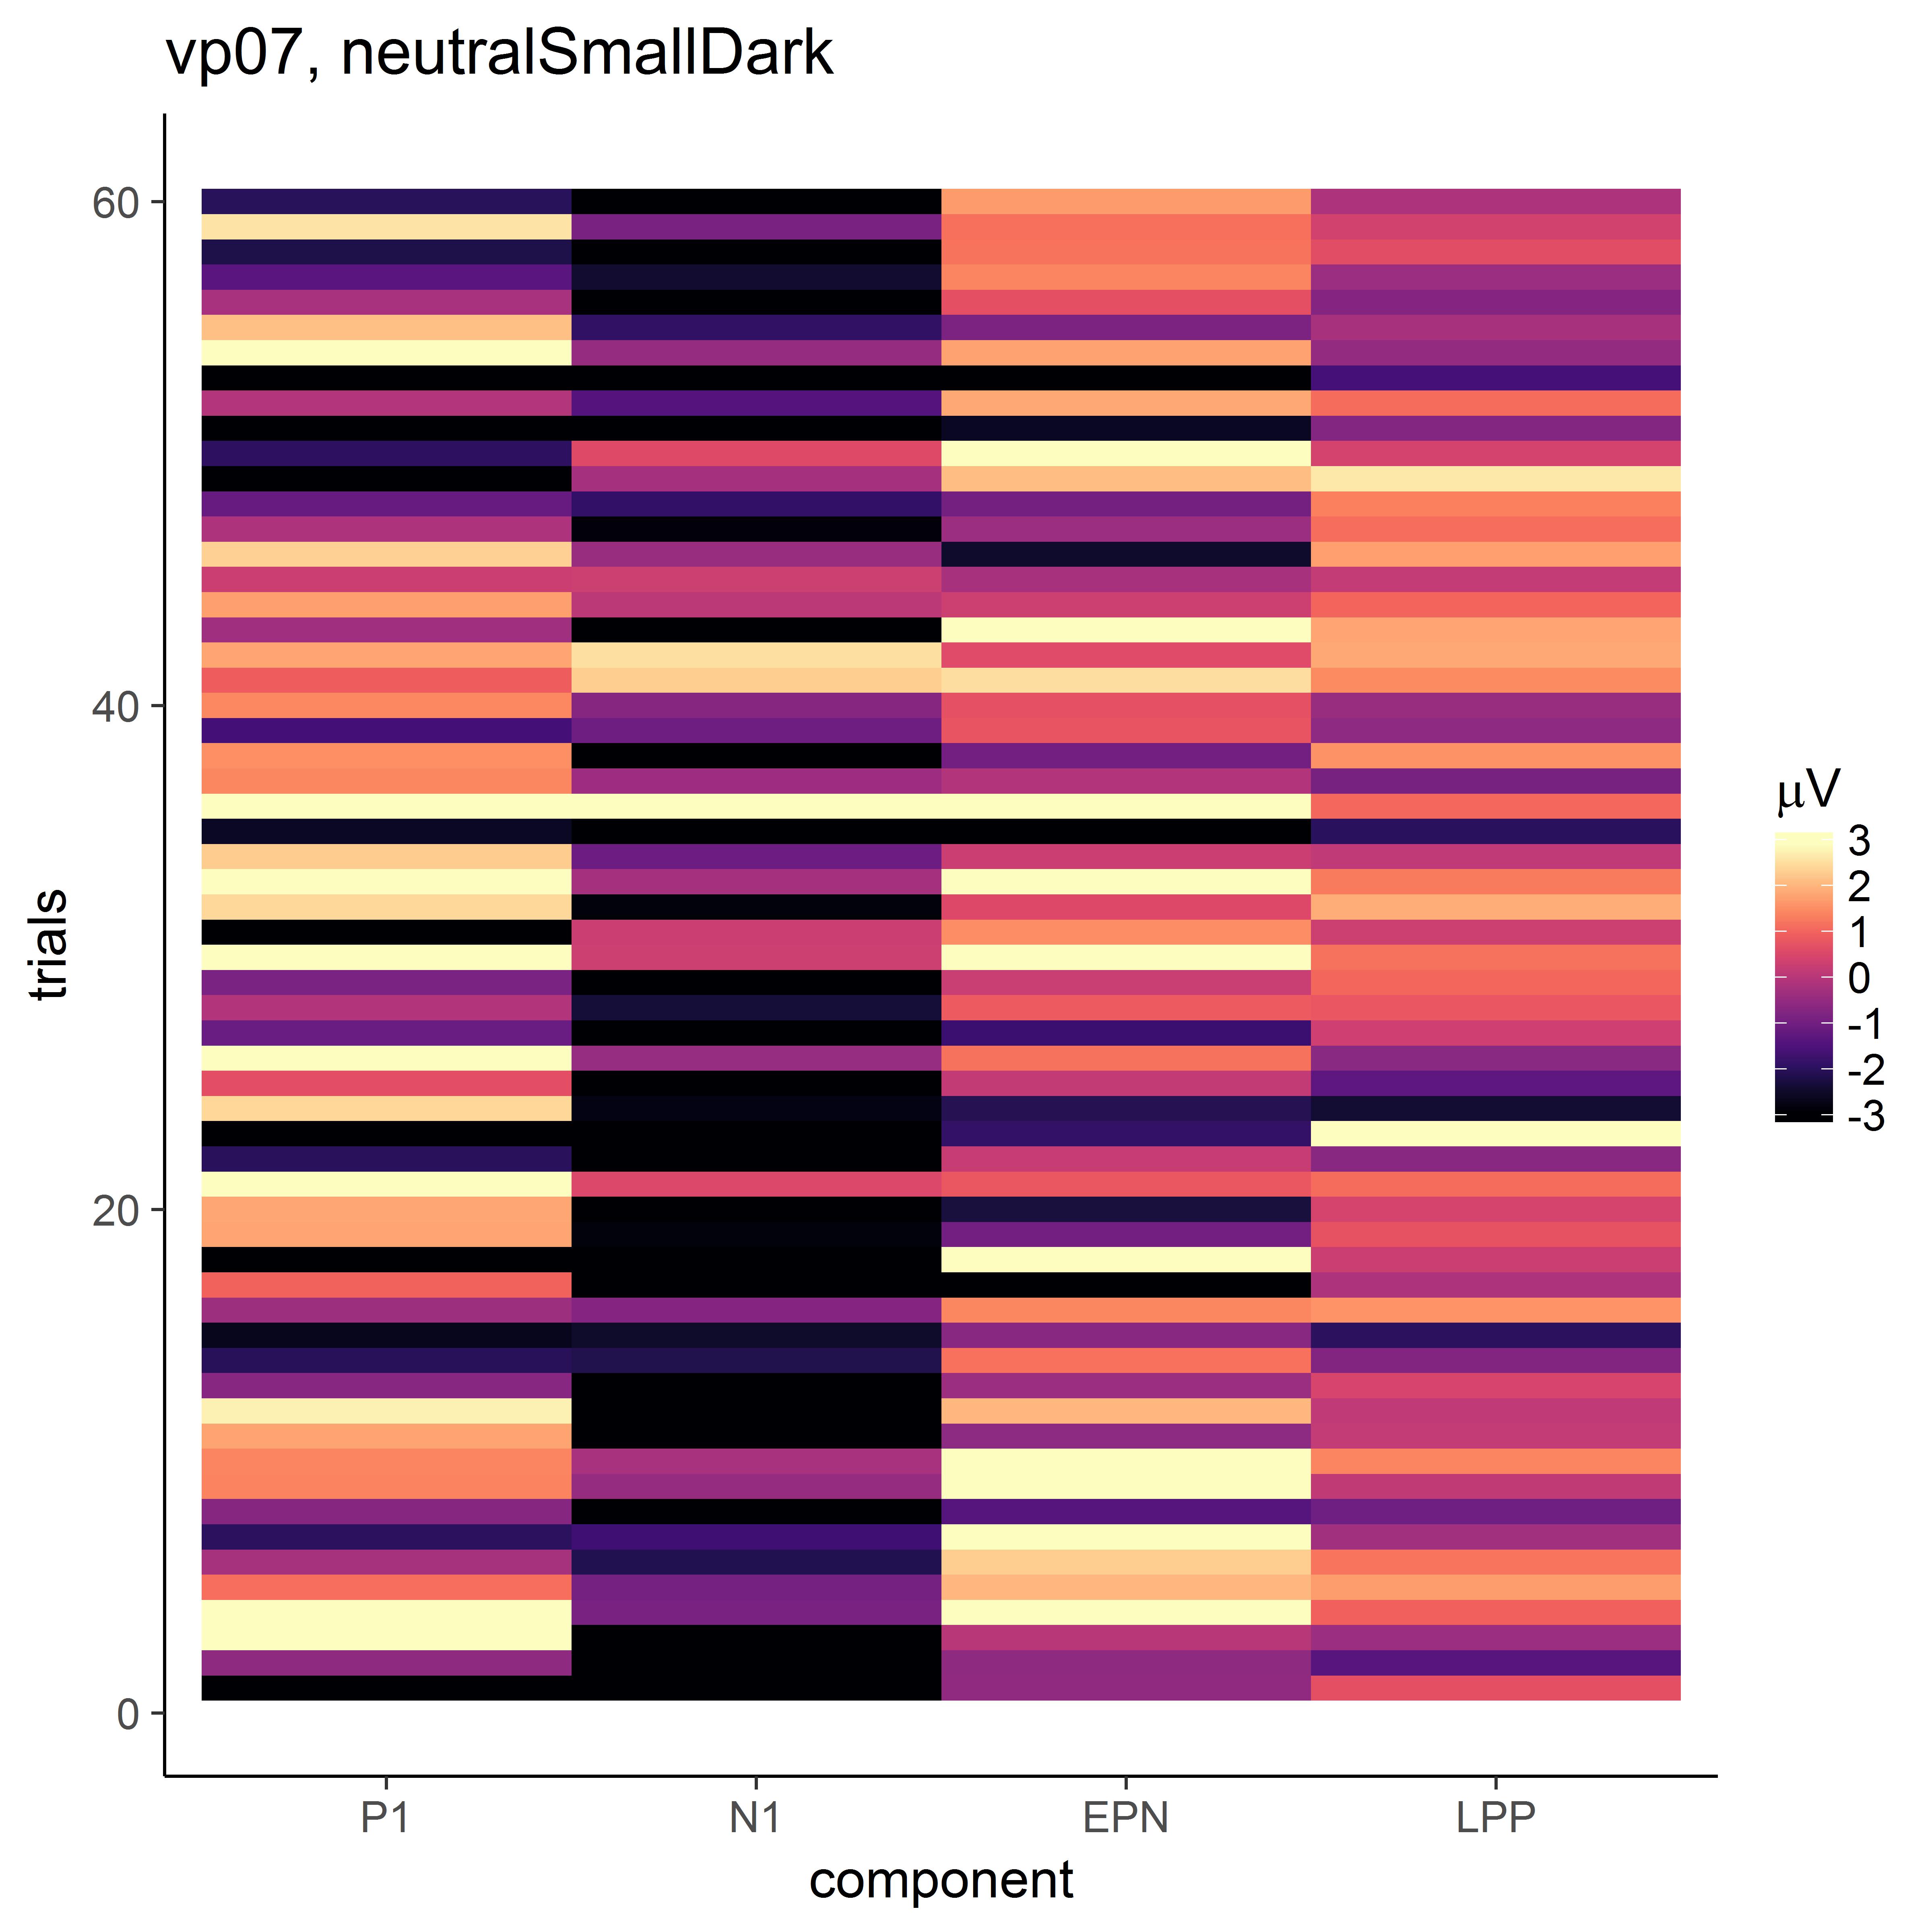 vp07, neutralSmallDark
60
40
20
0
trials
P1 N1 EPN LPP
component
μV
3
2
1
0
-1
-2
-3